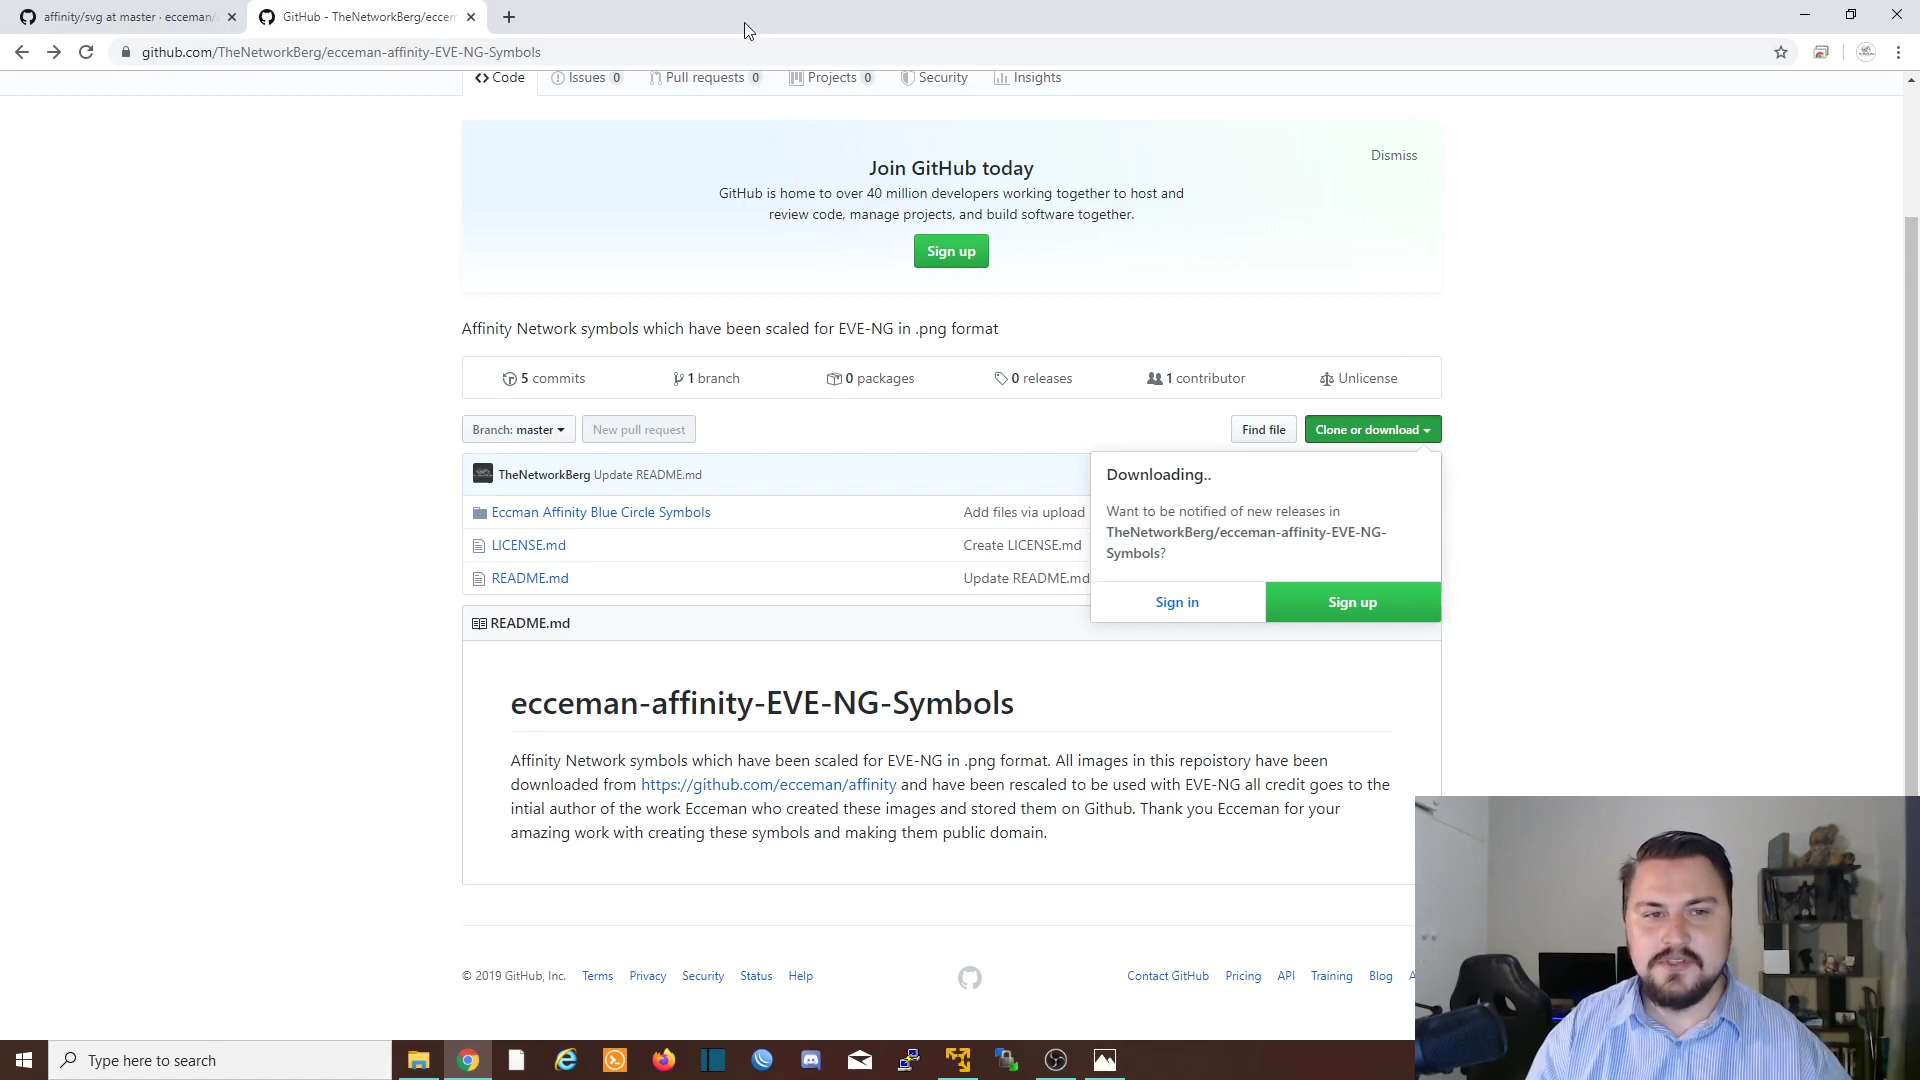 affinity/svg at master · ecceman/
GitHub - TheNetworkBerg/eccem
github.com/TheNetworkBerg/ecceman-affinity-EVE-NG-Symbols
Code
Issues 0
Pull requests 0
Projects 0
Security
Insights
Dismiss
Join GitHub today
GitHub is home to over 40 million developers working together to host and
review code, manage projects, and build software together.
Sign up
Affinity Network symbols which have been scaled for EVE-NG in .png format
5 commits
1 branch
0 packages
0 releases
1 contributor
Unlicense
Branch: master
New pull request
Find file
Clone or download
TheNetworkBerg Update README.md
Eccman Affinity Blue Circle Symbols
Add files via upload
LICENSE.md
Create LICENSE.md
README.md
Update README.md
Downloading..
Want to be notified of new releases in
TheNetworkBerg/ecceman-affinity-EVE-NG-
Symbols?
Sign in
Sign up
README.md
ecceman-affinity-EVE-NG-Symbols
Affinity Network symbols which have been scaled for EVE-NG in .png format. All images in this repoistory have been
downloaded from https://github.com/ecceman/affinity and have been rescaled to be used with EVE-NG all credit goes to the
intial author of the work Ecceman who created these images and stored them on Github. Thank you Ecceman for your
amazing work with creating these symbols and making them public domain.
© 2019 GitHub, Inc.
Terms
Privacy
Security
Status
Help
Contact GitHub
Pricing
API
Training
Blog
A
Type here to search